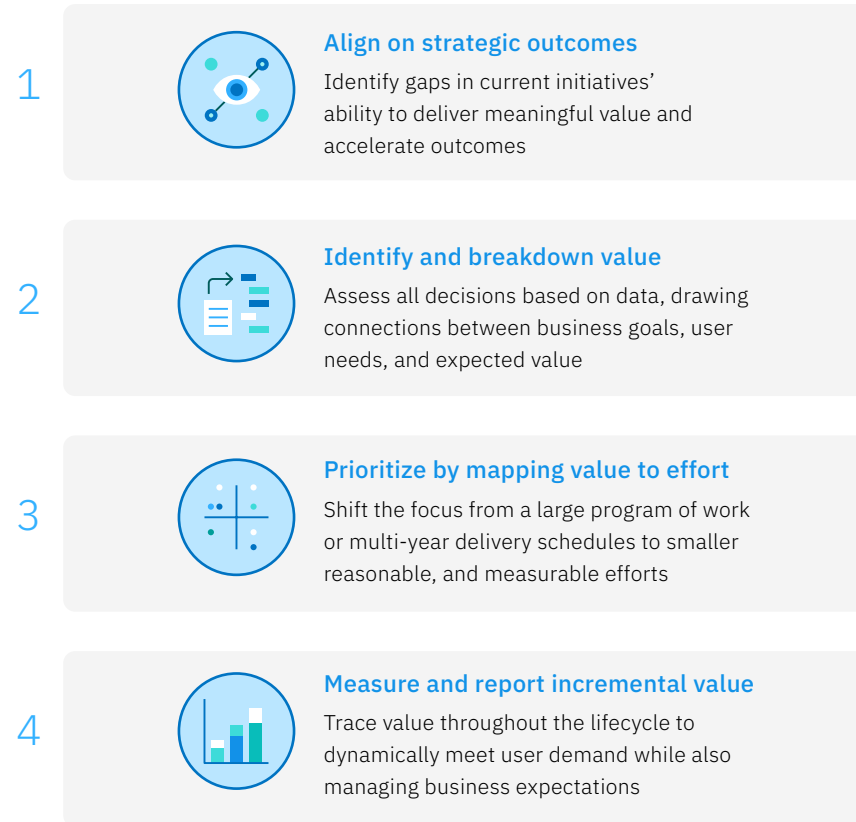 1
Align on strategic outcomes
Identify gaps in current initiatives’
ability to deliver meaningful value and
accelerate outcomes
2
Identify and breakdown value
Assess all decisions based on data, drawing
connections between business goals, user
needs, and expected value
3
Prioritize by mapping value to effort
Shift the focus from a large program of work
or multi-year delivery schedules to smaller
reasonable, and measurable efforts
4
Measure and report incremental value
Trace value throughout the lifecycle to
dynamically meet user demand while also
managing business expectations